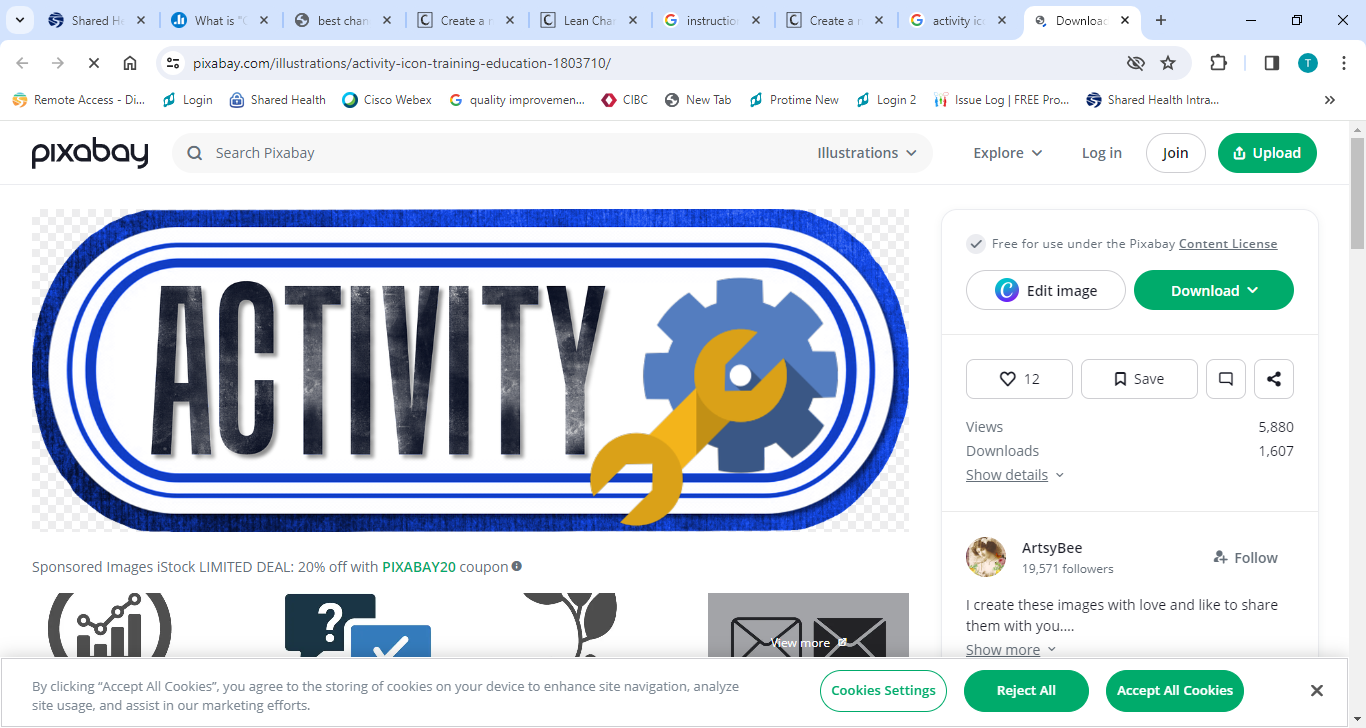 Shared He
What is "C
best chan
Create a r
Lean Cha
instructio
Create a r
activity ic
Downloac
pixabay.com/illustrations/activity-icon-training-education-1803710/
T
Remote Access - Di...
Login
Shared Health
Cisco Webex
quality improvemen...
CIBC
New Tab
Protime New
Login 2
Issue Log | FREE Pro...
Shared Health Intra...
pixabay
Search Pixabay
Illustrations
Explore
Log in
Join
Upload
ACTIVITY
Free for use under the Pixabay Content License
Edit image
Download
12
Save
Views 5,880
Downloads 1,607
Show details
ArtsyBee
19,571 followers
Follow
I create these images with love and like to share
them with you....
Show more
Sponsored Images iStock LIMITED DEAL: 20% off with PIXABAY20 coupon
?
View more
By clicking “Accept All Cookies”, you agree to the storing of cookies on your device to enhance site navigation, analyze
site usage, and assist in our marketing efforts.
Cookies Settings
Reject All
Accept All Cookies